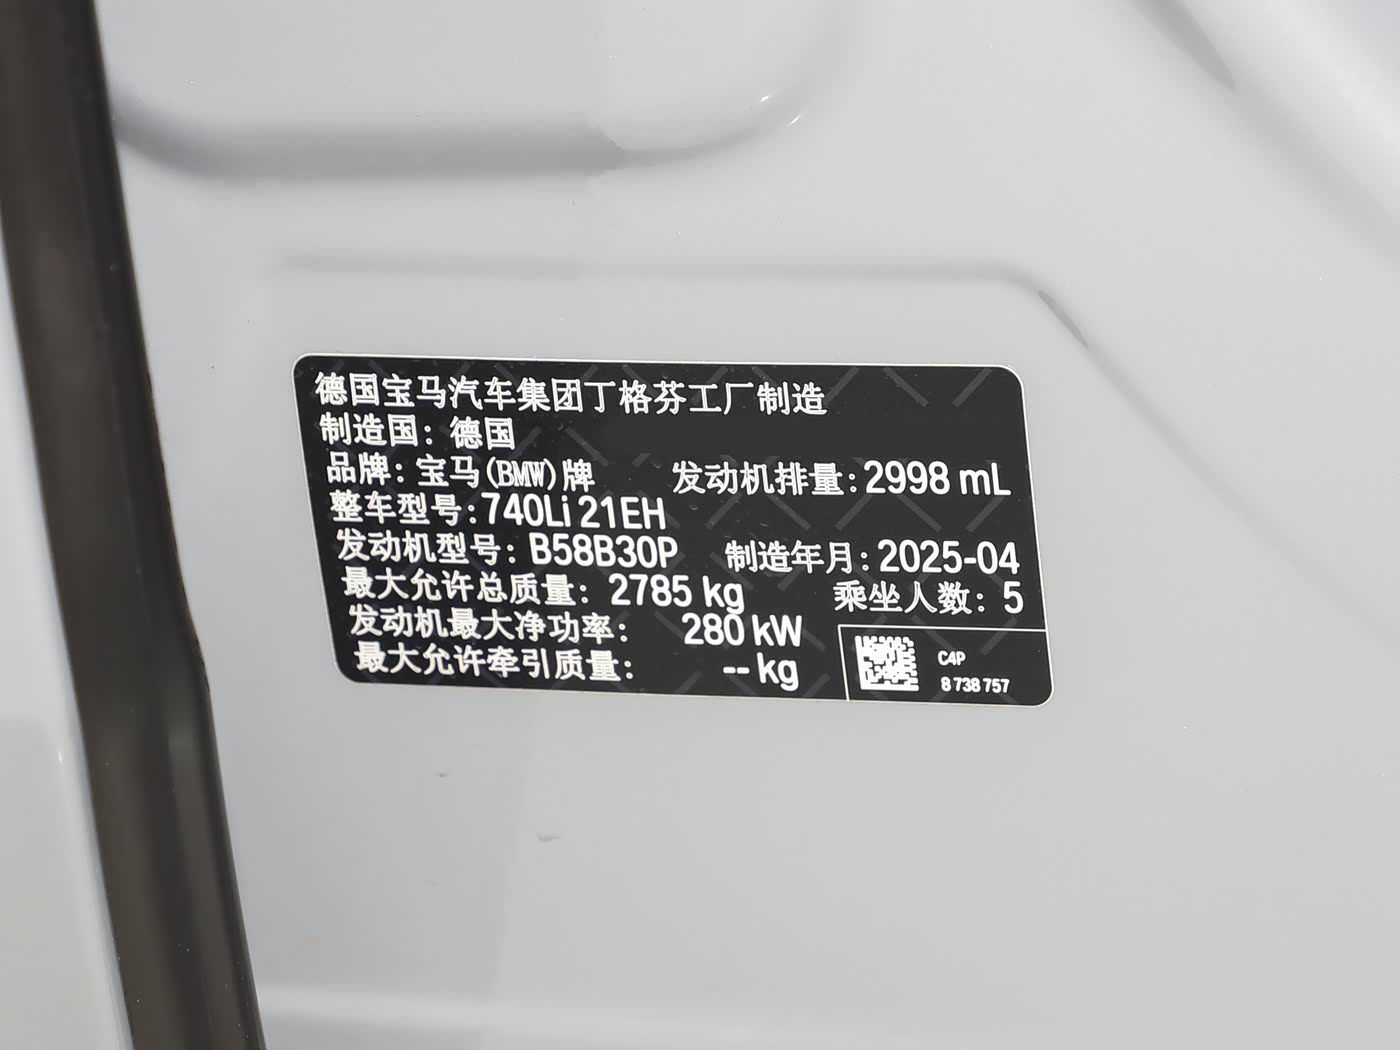 德国宝马汽车集团丁格芬工厂制造
制造国：德国
品牌：宝马(BMW)牌 发动机排量：2998 mL
整车型号：740Li 21EH
发动机型号：B58B30P 制造年月：2025-04
最大允许总质量：2785 kg 乘坐人数：5
发动机最大净功率：280 kW
最大允许牵引质量：-- kg
C4P
8 738 757